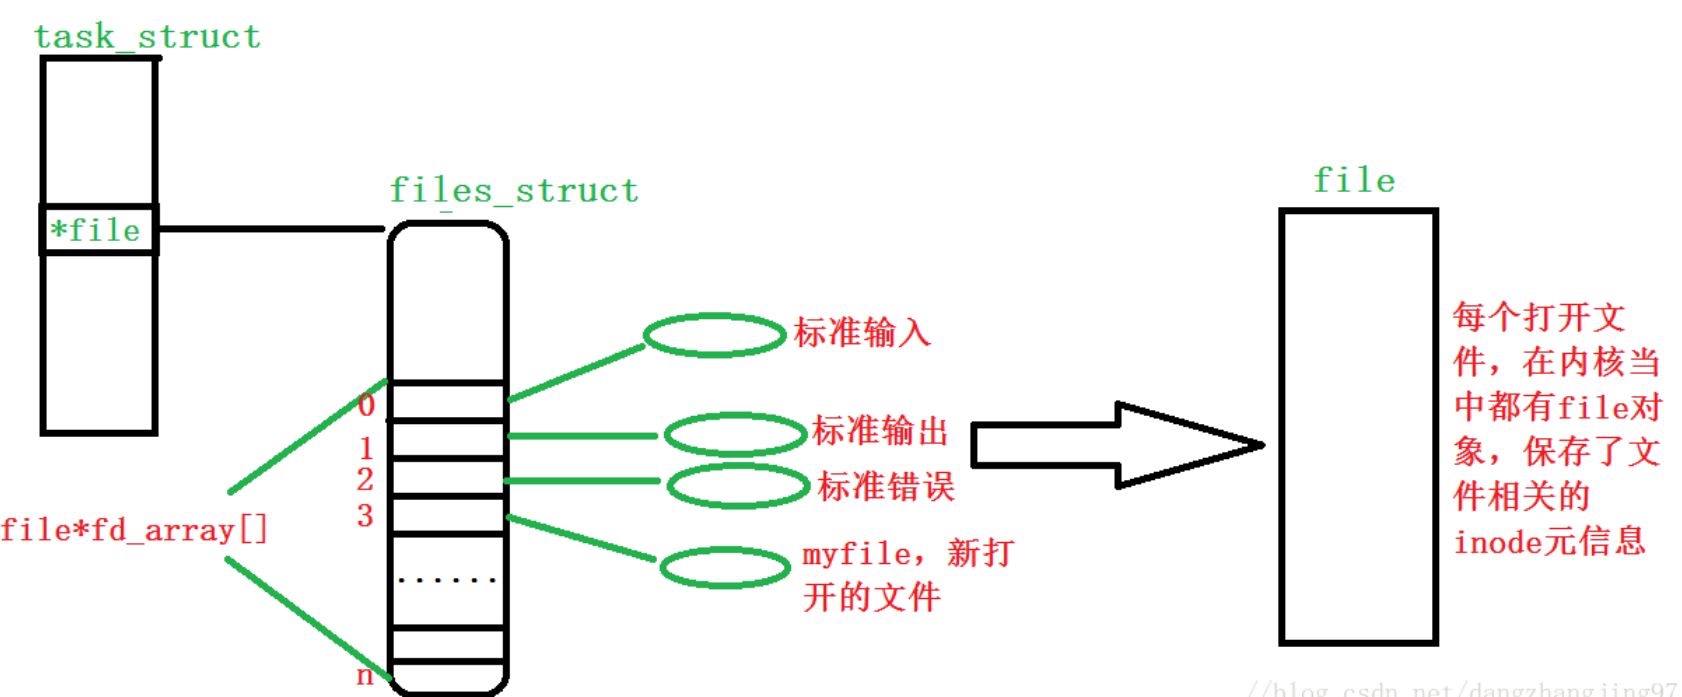 task_struct
files_struct
file
*file
标准输入
每个打开文
件，在内核当
中都有file对
象，保存了文
件相关的
inode元信息
0
标准输出
1
2
标准错误
3
file*fd_array[]
myfile，新打
开的文件
......
n
//blog.csdn.net/dangzhangjing97